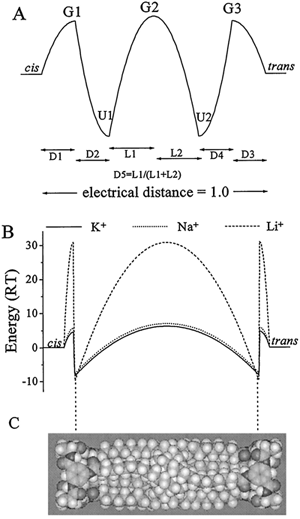 A
G1 G2 G3
cis trans
U1 U2
D1 D2 L1 L2 D4 D3
D5=L1/(L1+L2)
electrical distance = 1.0
B
K+ Na+ Li+
Energy (RT)
30
20
10
0
-10
cis trans
C